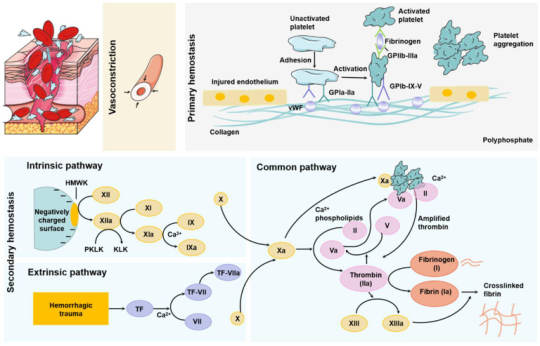 Vasoconstriction
Primary hemostasis
Unactivated
platelet
Adhesion
Activation
Activated
platelet
Fibrinogen
GPIIb-IIIa
Platelet
aggregation
Injured endothelium
vWF
GPIa-IIa
GPIb-IX-V
Collagen
Polyphosphate
Secondary hemostasis
Intrinsic pathway
HMWK
Negatively
charged
surface
XII
XIIa
PKLK
KLK
XI
XIa
Ca²⁺
IX
IXa
X
Extrinsic pathway
Hemorrhagic
trauma
TF
Ca²⁺
VII
TF-VII
TF-VIIa
X
Common pathway
Xa
Ca²⁺
phospholipids
II
Va
V
Xa
Va
II
Ca²⁺
Amplified
thrombin
Thrombin
(IIa)
Fibrinogen
(I)
Fibrin (Ia)
XIII
XIIIa
Crosslinked
fibrin